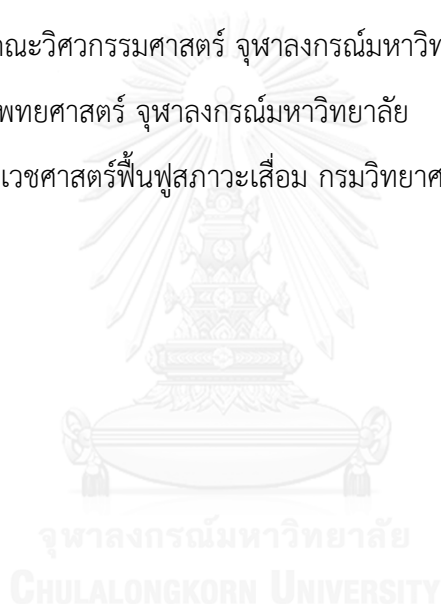 คณะวิศวกรรมศาสตร์ จุฬาลงกรณ์มหาวิท
พทยศาสตร์ จุฬาลงกรณ์มหาวิทยาลัย
เวชศาสตร์ฟื้นฟูสภาวะเสื่อม กรมวิทยาศ
จุฬาลงกรณ์มหาวิทยาลัย
CHULALONGKORN UNIVERSITY